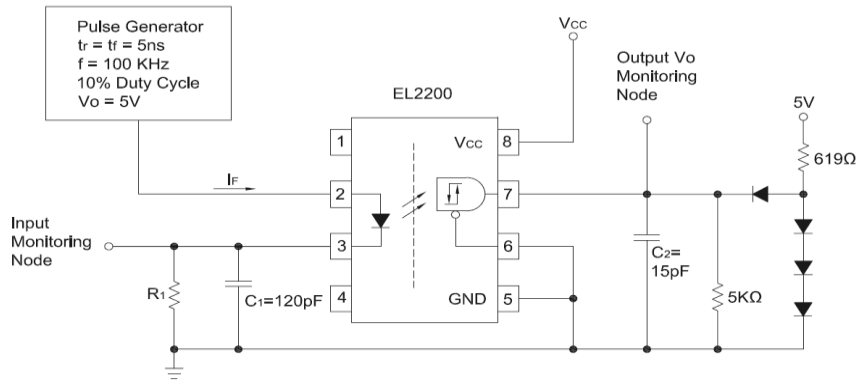 Pulse Generator
tr = tf = 5ns
f = 100 KHz
10% Duty Cycle
Vo = 5V
EL2200
VCC
Output Vo
Monitoring
Node
5V
619Ω
1
VCC
8
IF
2
7
Input
Monitoring
Node
3
6
R1
C1=120pF
4
GND
5
C2=
15pF
5KΩ